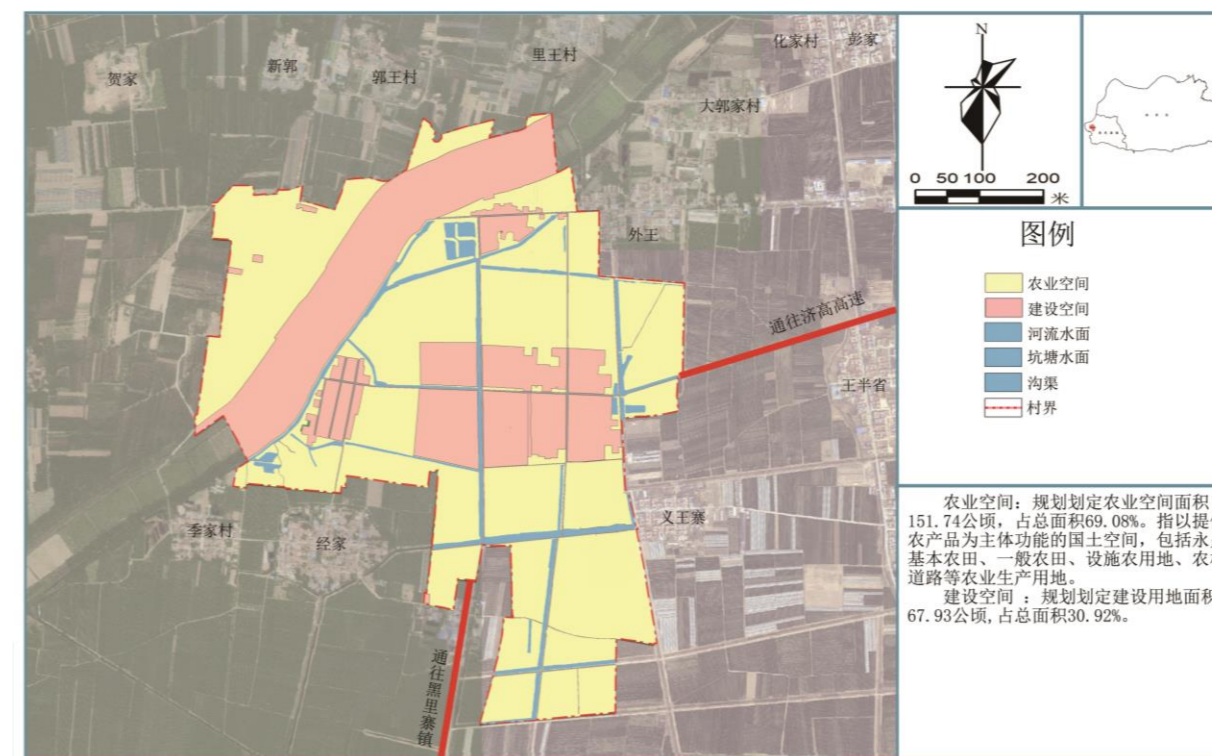 里王村
化家村
彭家
贺家
新郭
郭王村
大郭家村
外王
通往济高高速
王半省
季家村
经家
义王寨
通往黑里寨镇
N
0 50 100 200
米
图例
农业空间
建设空间
河流水面
坑塘水面
沟渠
村界
农业空间：规划划定农业空间面积
151.74公顷，占总面积69.08%。指以提
农产品为主体功能的国土空间，包括永
基本农田、一般农田、设施农用地、农
道路等农业生产用地。
建设空间 ：规划划定建设用地面积
67.93公顷,占总面积30.92%。